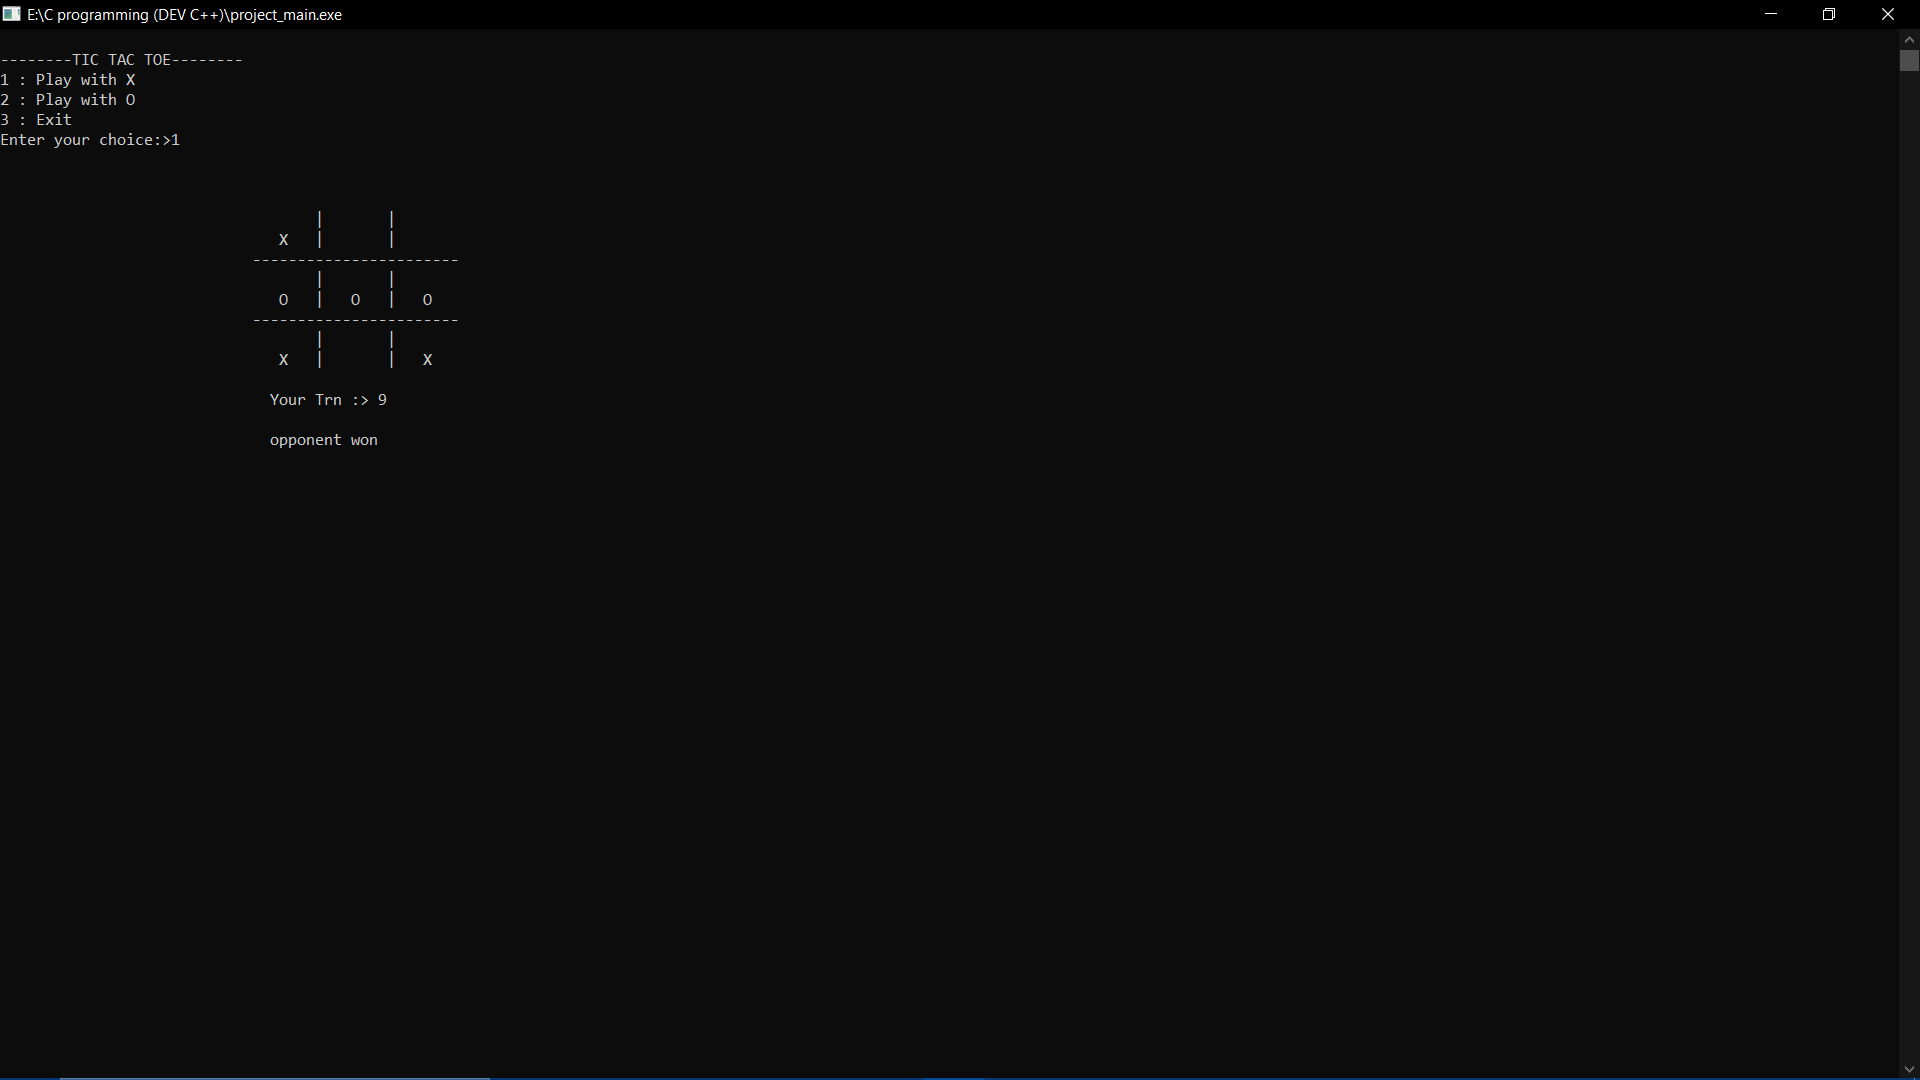 E:\C programming (DEV C++)\project_main.exe
--------TIC TAC TOE--------
1 : Play with X
2 : Play with O
3 : Exit
Enter your choice:>1
     |       |
 X   |       |
-----------------------
     |       |
 O   |   O   |   O
-----------------------
     |       |
 X   |       |   X
Your Trn :> 9
opponent won